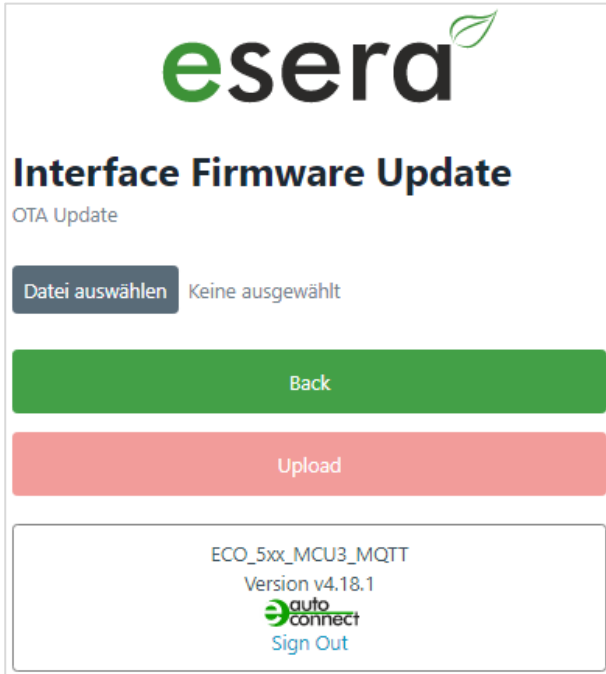 esera
Interface Firmware Update
OTA Update
Datei auswählen Keine ausgewählt
Back
Upload
ECO_5xx_MCU3_MQTT
Version v4.18.1
e auto connect
Sign Out